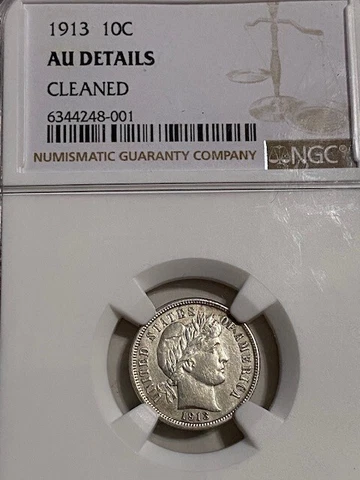 1913 10C
AU DETAILS
CLEANED
6344248-001
NUMISMATIC GUARANTY COMPANY
NGC®
UNITED STATES OF AMERICA
1913